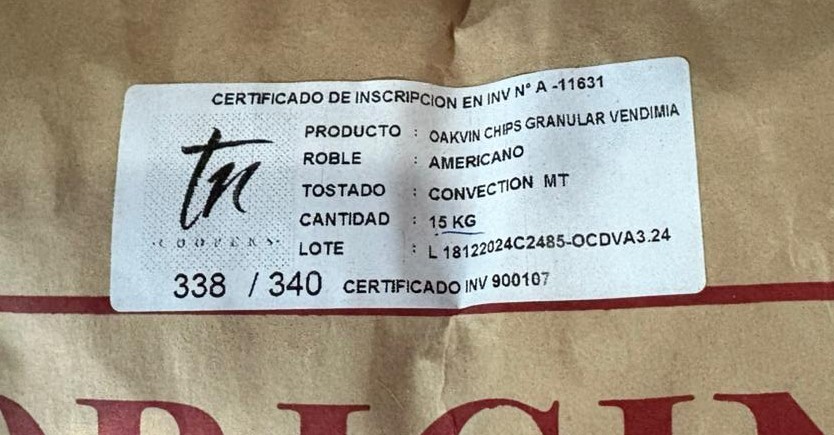 CERTIFICADO DE INSCRIPCION EN INV N° A -11631
tn
COOPERS
PRODUCTO : OAKVIN CHIPS GRANULAR VENDIMIA
ROBLE : AMERICANO
TOSTADO : CONVECTION MT
CANTIDAD : 15 KG
LOTE : L 18122024C2485-OCDVA3.24
338 / 340 CERTIFICADO INV 900107